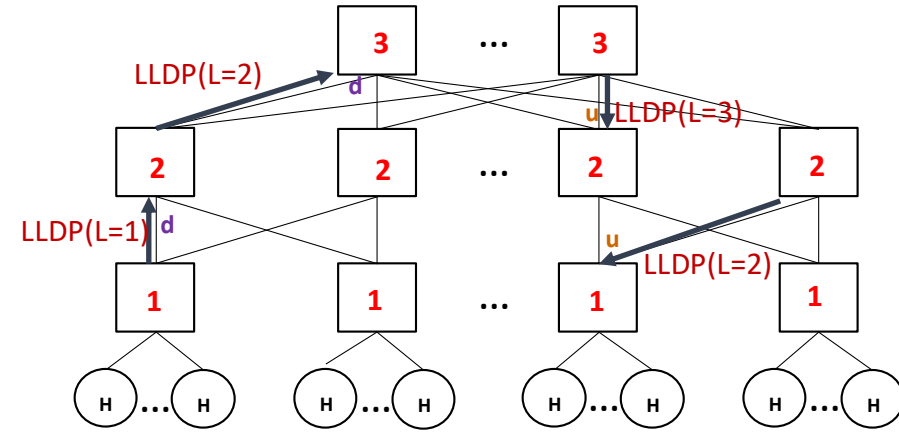 3 ... 3
LLDP(L=2) d u LLDP(L=3)
2 2 ... 2 2
LLDP(L=1) d u LLDP(L=2)
1 1 ... 1 1
H ... H H ... H H ... H H ... H